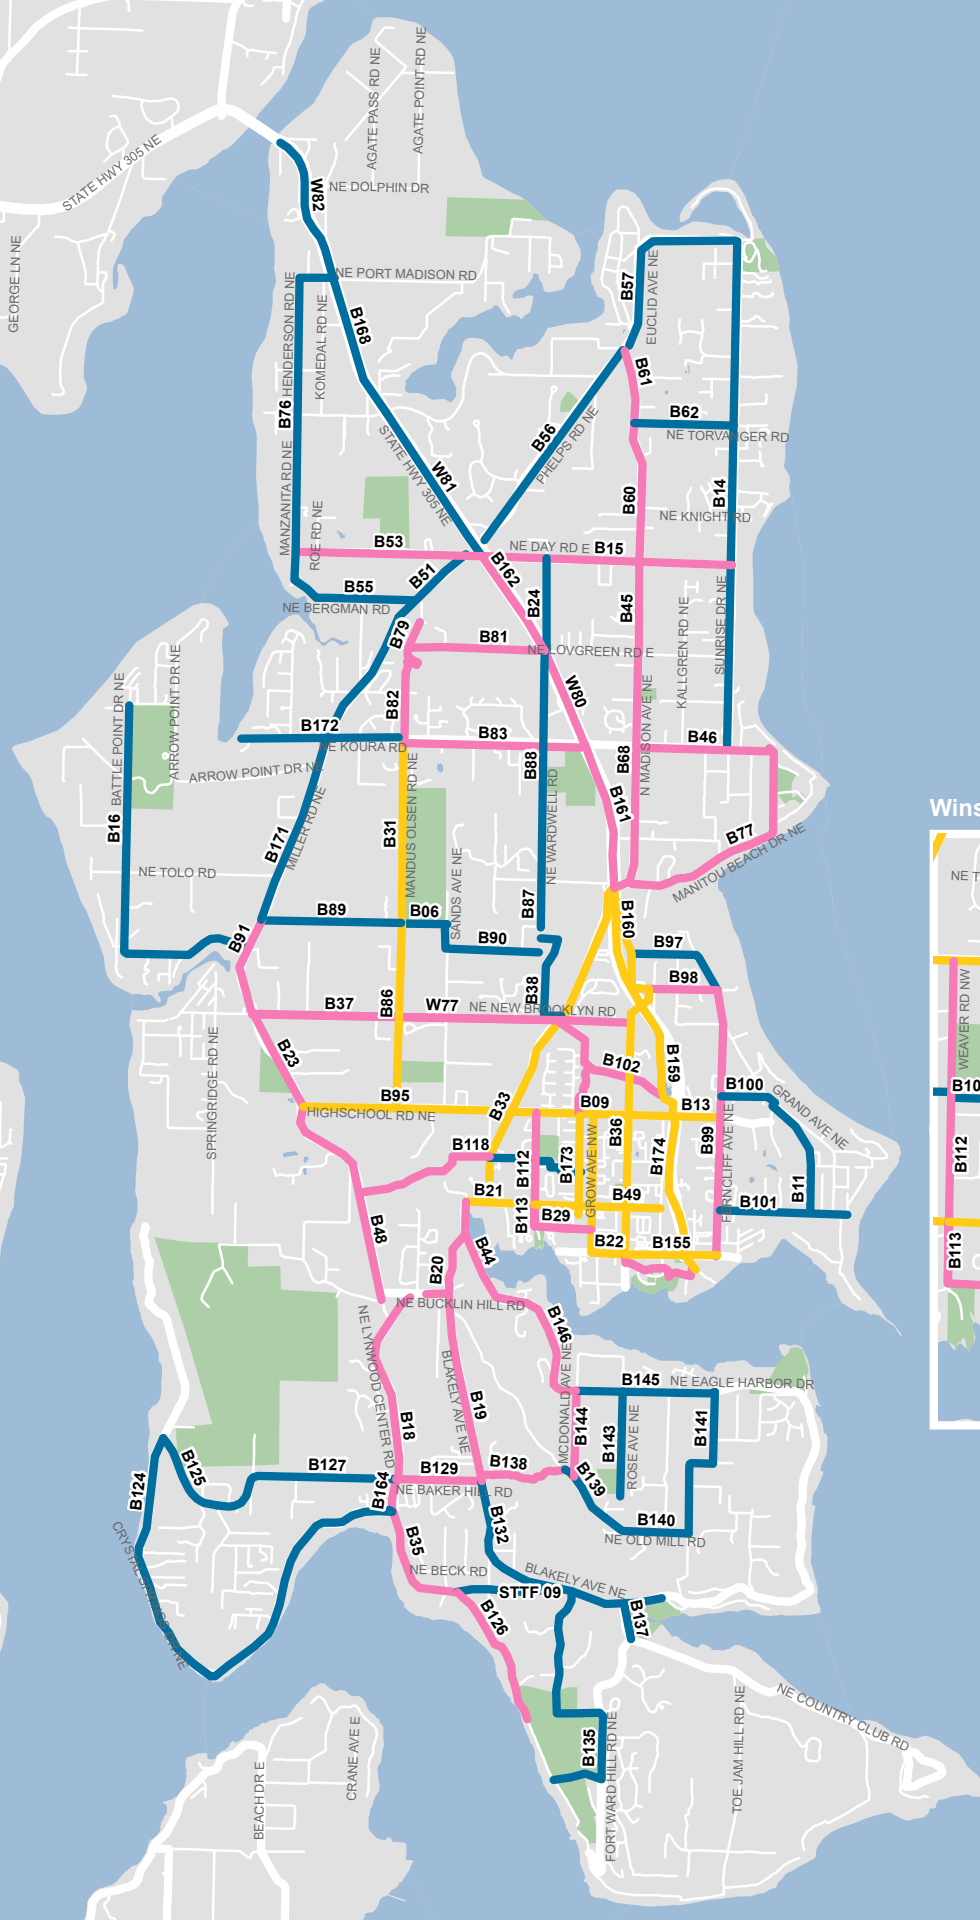 AGATE PASS RD NE
AGATE POINT RD NE
STATE HWY 305 NE
W82
NE DOLPHIN DR
GEORGE LN NE
NE PORT MADISON RD
B57
EUCLID AVE NE
HENDERSON RD NE
KOMEDAL RD NE
B168
B61
B76
B62
NE TORVANGER RD
B56
PHELPS RD NE
STATE HWY 305 NE
W81
B60
B14
NE KNIGHT RD
MANZANITA RD NE
ROE RD NE
B53
NE DAY RD E
B15
B162
B51
B55
NE BERGMAN RD
B24
B45
KALLGREN RD NE
SUNRISE DR NE
B79
B81
NE LOVGREEN RD E
W80
BATTLE POINT DR NE
ARROW POINT DR NE
B82
B172
NE KOURA RD
B83
B68
N MADISON AVE NE
B46
ARROW POINT DR NE
B88
B16
B171
MILLER RD NE
B31
MANDUS OLSEN RD NE
NE WARDWELL RD
B161
B77
MANITOU BEACH DR NE
Wins
NE TOLO RD
NE T
SANDS AVE NE
B89
B06
B87
B160
B91
B90
B97
B98
B37
B86
W77
B38
NE NEW BROOKLYN RD
WEAVER RD NW
SPRINGRIDGE RD NE
B23
B102
B159
B100
GRAND AVE NE
B10
B95
HIGHSCHOOL RD NE
B33
B09
B13
B36
B99
FERNCLIFF AVE NE
B118
B112
B173
GROW AVE NW
B174
B112
B21
B49
B11
B101
B113
B29
B48
B22
B155
B113
B44
B20
NE BUCKLIN HILL RD
NE LYNWOOD CENTER RD
B146
BLAKELY AVE NE
MCDONALD AVE NE
B145
NE EAGLE HARBOR DR
B19
B18
B144
B143
ROSE AVE NE
B141
B124
B125
B127
B164
B129
B138
NE BAKER HILL RD
B139
B140
NE OLD MILL RD
CRYSTAL SPRINGS DR NE
B35
B132
NE BECK RD
BLAKELY AVE NE
STTF 09
B126
B137
NE COUNTRY CLUB RD
CRANE AVE E
BEACH DR E
B135
FORT WARD HILL RD NE
TOE JAM HILL RD NE